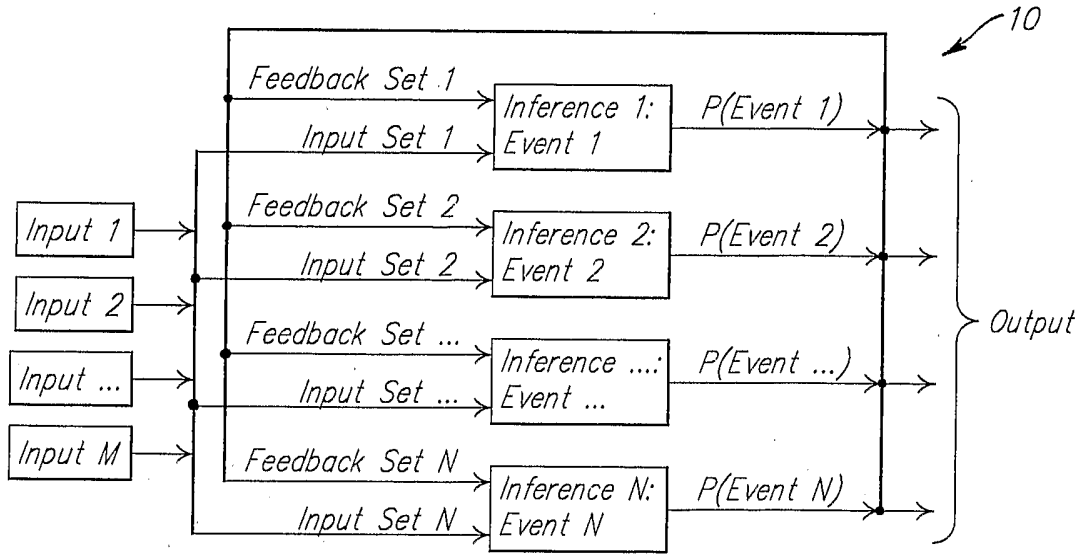 10
Feedback Set 1
Inference 1:
Event 1
P(Event 1)
Input Set 1
Input 1
Feedback Set 2
Inference 2:
Event 2
P(Event 2)
Input Set 2
Input 2
Output
Feedback Set ...
Inference ...:
Event ...
P(Event ...)
Input ...
Input Set ...
Input M
Feedback Set N
Inference N:
Event N
P(Event N)
Input Set N